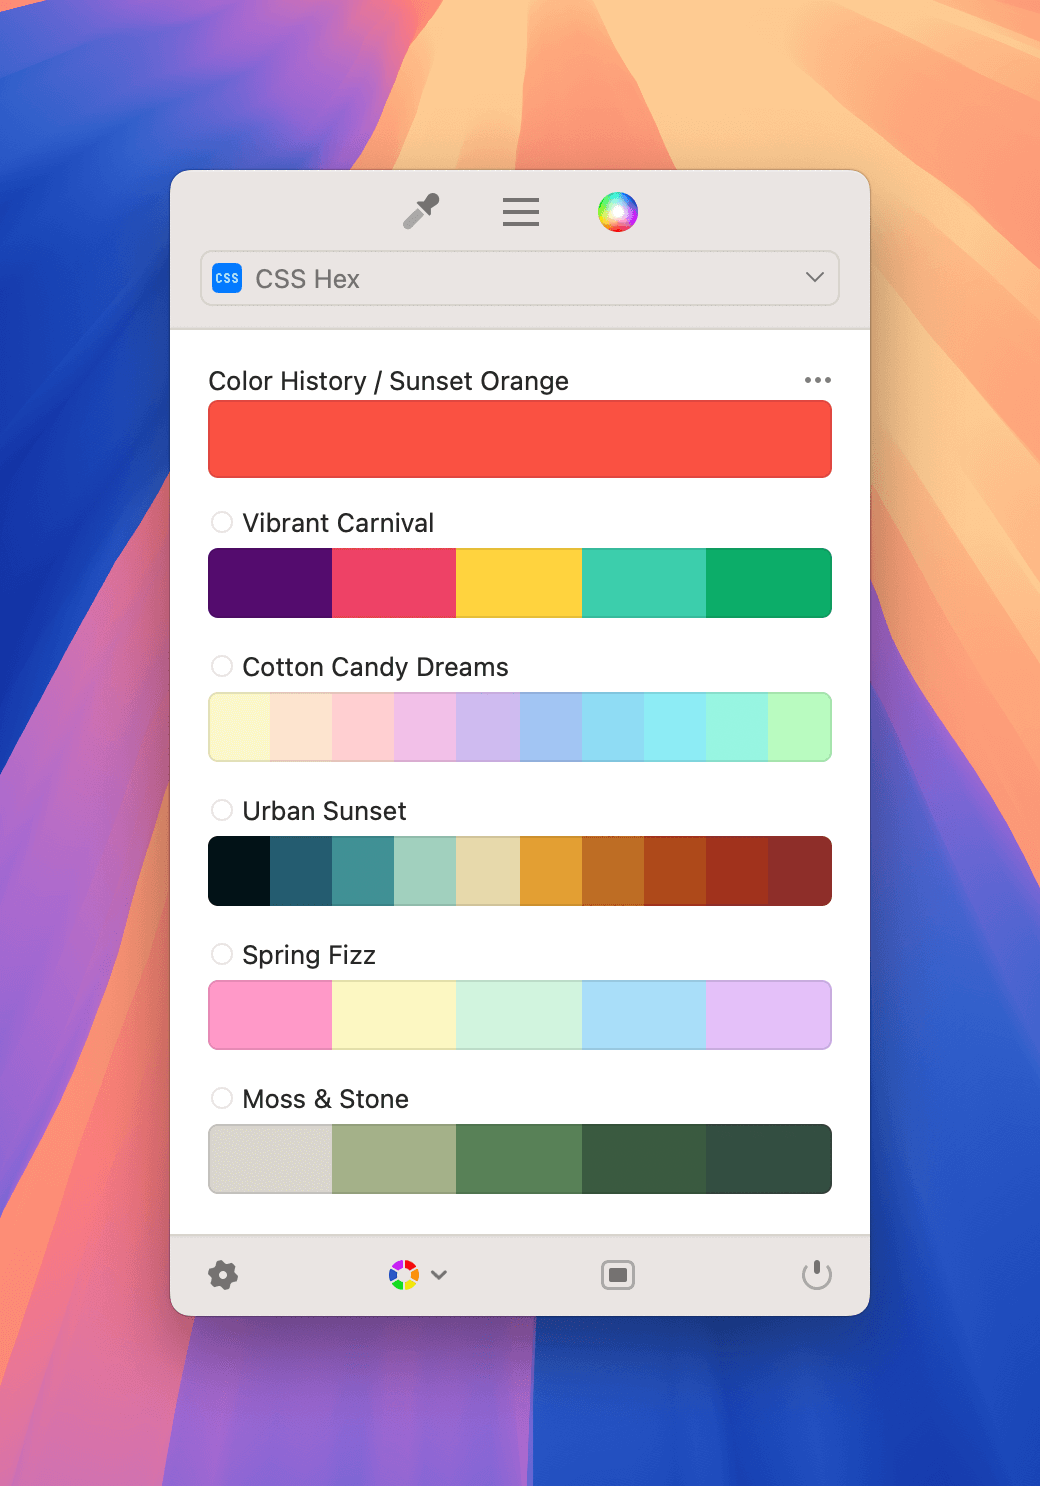 CSS CSS Hex
Color History / Sunset Orange
Vibrant Carnival
Cotton Candy Dreams
Urban Sunset
Spring Fizz
Moss & Stone